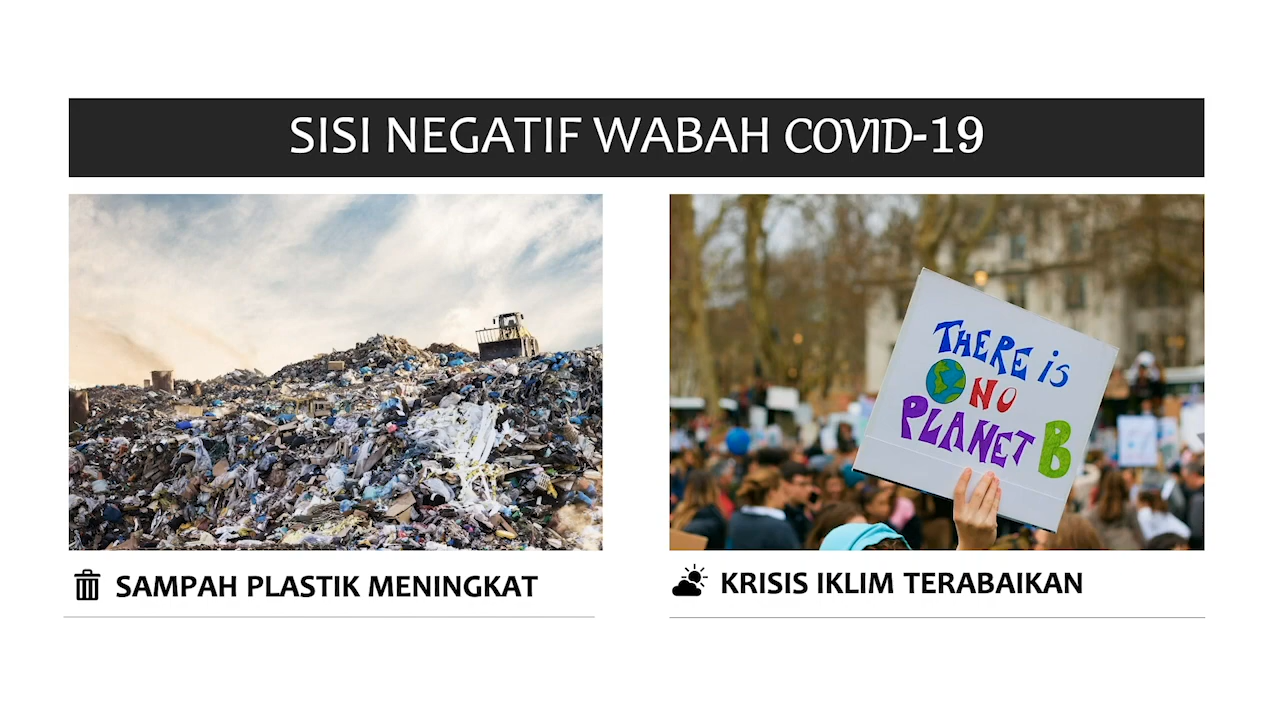 SISI NEGATIF WABAH COVID-19
THERE IS
NO
PLANET B
SAMPAH PLASTIK MENINGKAT
KRISIS IKLIM TERABAIKAN